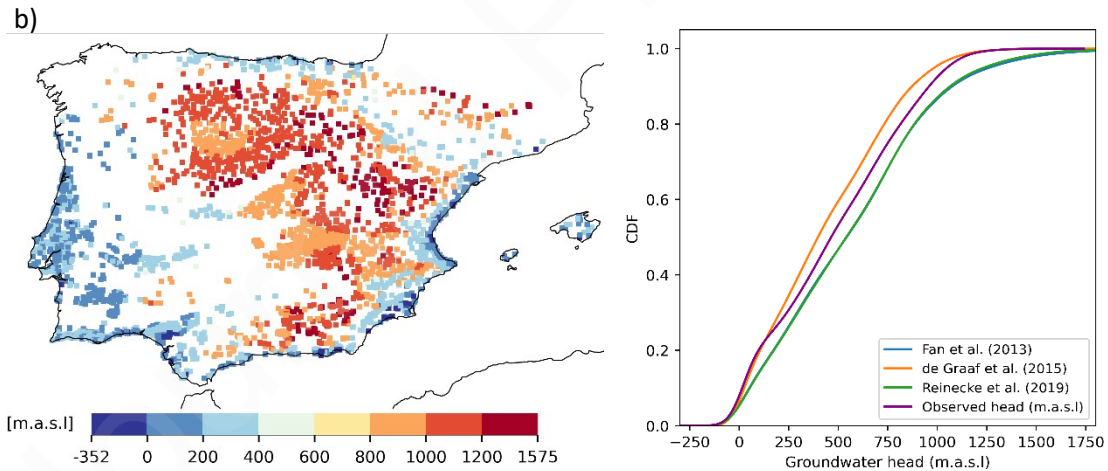 b)
[m.a.s.l]
-352 0 200 400 600 800 1000 1200 1575
CDF
1.0
0.8
0.6
0.4
0.2
0.0
Fan et al. (2013)
de Graaf et al. (2015)
Reinecke et al. (2019)
Observed head (m.a.s.l)
−250 0 250 500 750 1000 1250 1500 1750
Groundwater head (m.a.s.l)